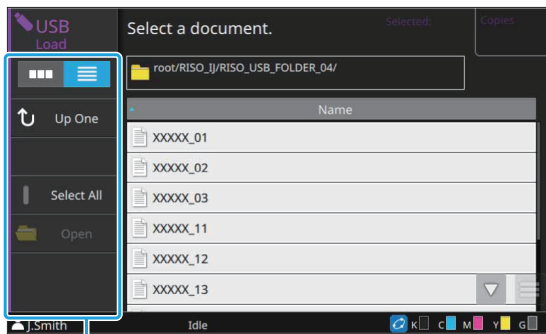 USB
Load
Select a document.
Selected:
Copies
root/RISO_IJ/RISO_USB_FOLDER_04/
Up One
Name
XXXXX_01
XXXXX_02
Select All
XXXXX_03
Open
XXXXX_11
XXXXX_12
XXXXX_13
J.Smith
Idle
K C M Y G